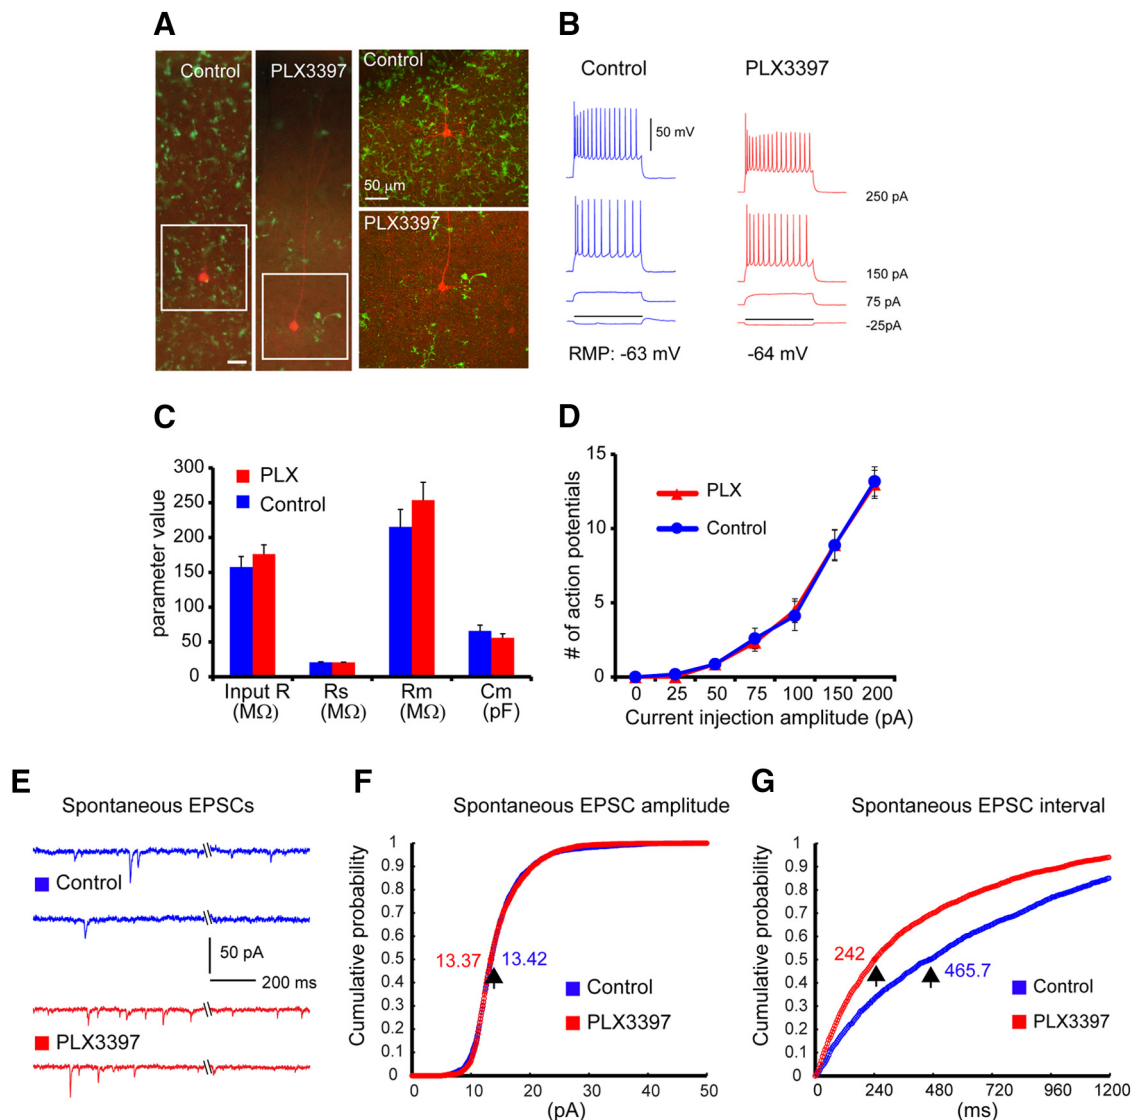 A
Control
PLX3397
Control
50 μm
PLX3397
B
Control
PLX3397
50 mV
250 pA
150 pA
75 pA
-25pA
RMP: -63 mV
-64 mV
C
PLX
Control
parameter value
300
250
200
150
100
50
0
Input R Rs Rm Cm
(MΩ) (MΩ) (MΩ) (pF)
D
PLX
Control
# of action potentials
15
10
5
0
0 25 50 75 100 150 200
Current injection amplitude (pA)
E
Spontaneous EPSCs
Control
50 pA
200 ms
PLX3397
F
Spontaneous EPSC amplitude
Cumulative probability
1
0.9
0.8
0.7
0.6
0.5
0.4
0.3
0.2
0.1
0
13.37 13.42
Control
PLX3397
0 10 20 30 40 50
(pA)
G
Spontaneous EPSC interval
Cumulative probability
1
0.9
0.8
0.7
0.6
0.5
0.4
0.3
0.2
0.1
0
242
465.7
Control
PLX3397
0 240 480 720 960 1200
(ms)